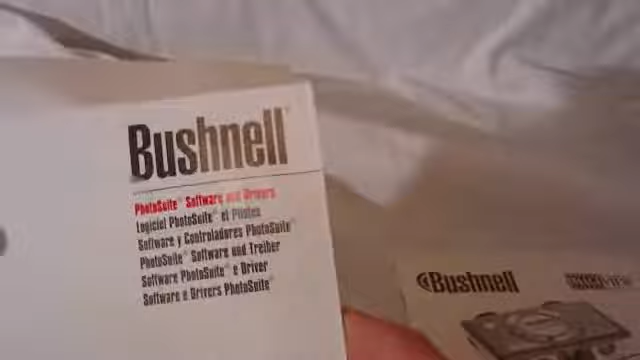 Bushnell®
PhotoSuite® Software and Drivers
Logiciel PhotoSuite® et Pilotes
Software y Controladores PhotoSuite®
PhotoSuite® Software und Treiber
Software PhotoSuite® e Driver
Software e Drivers PhotoSuite®
Bushnell